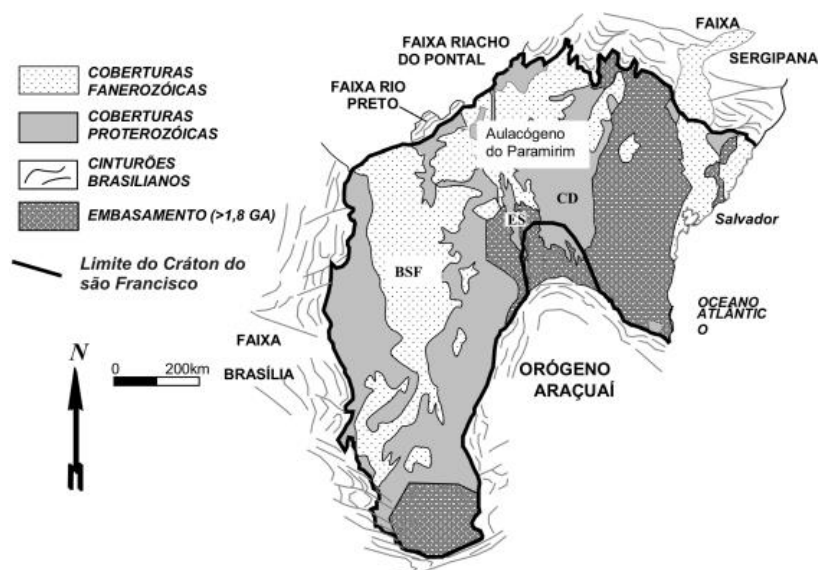 COBERTURAS
FANEROZÓICAS
COBERTURAS
PROTEROZÓICAS
CINTURÕES
BRASILIANOS
EMBASAMENTO (>1,8 GA)
Limite do Cráton do
são Francisco
N
0 200km
FAIXA RIACHO
DO PONTAL
FAIXA RIO
PRETO
FAIXA
SERGIPANA
Aulacógeno
do Paramirim
ES
CD
BSF
Salvador
OCEANO
ATLÂNTIC
O
FAIXA
BRASÍLIA
ORÓGENO
ARAÇUAÍ